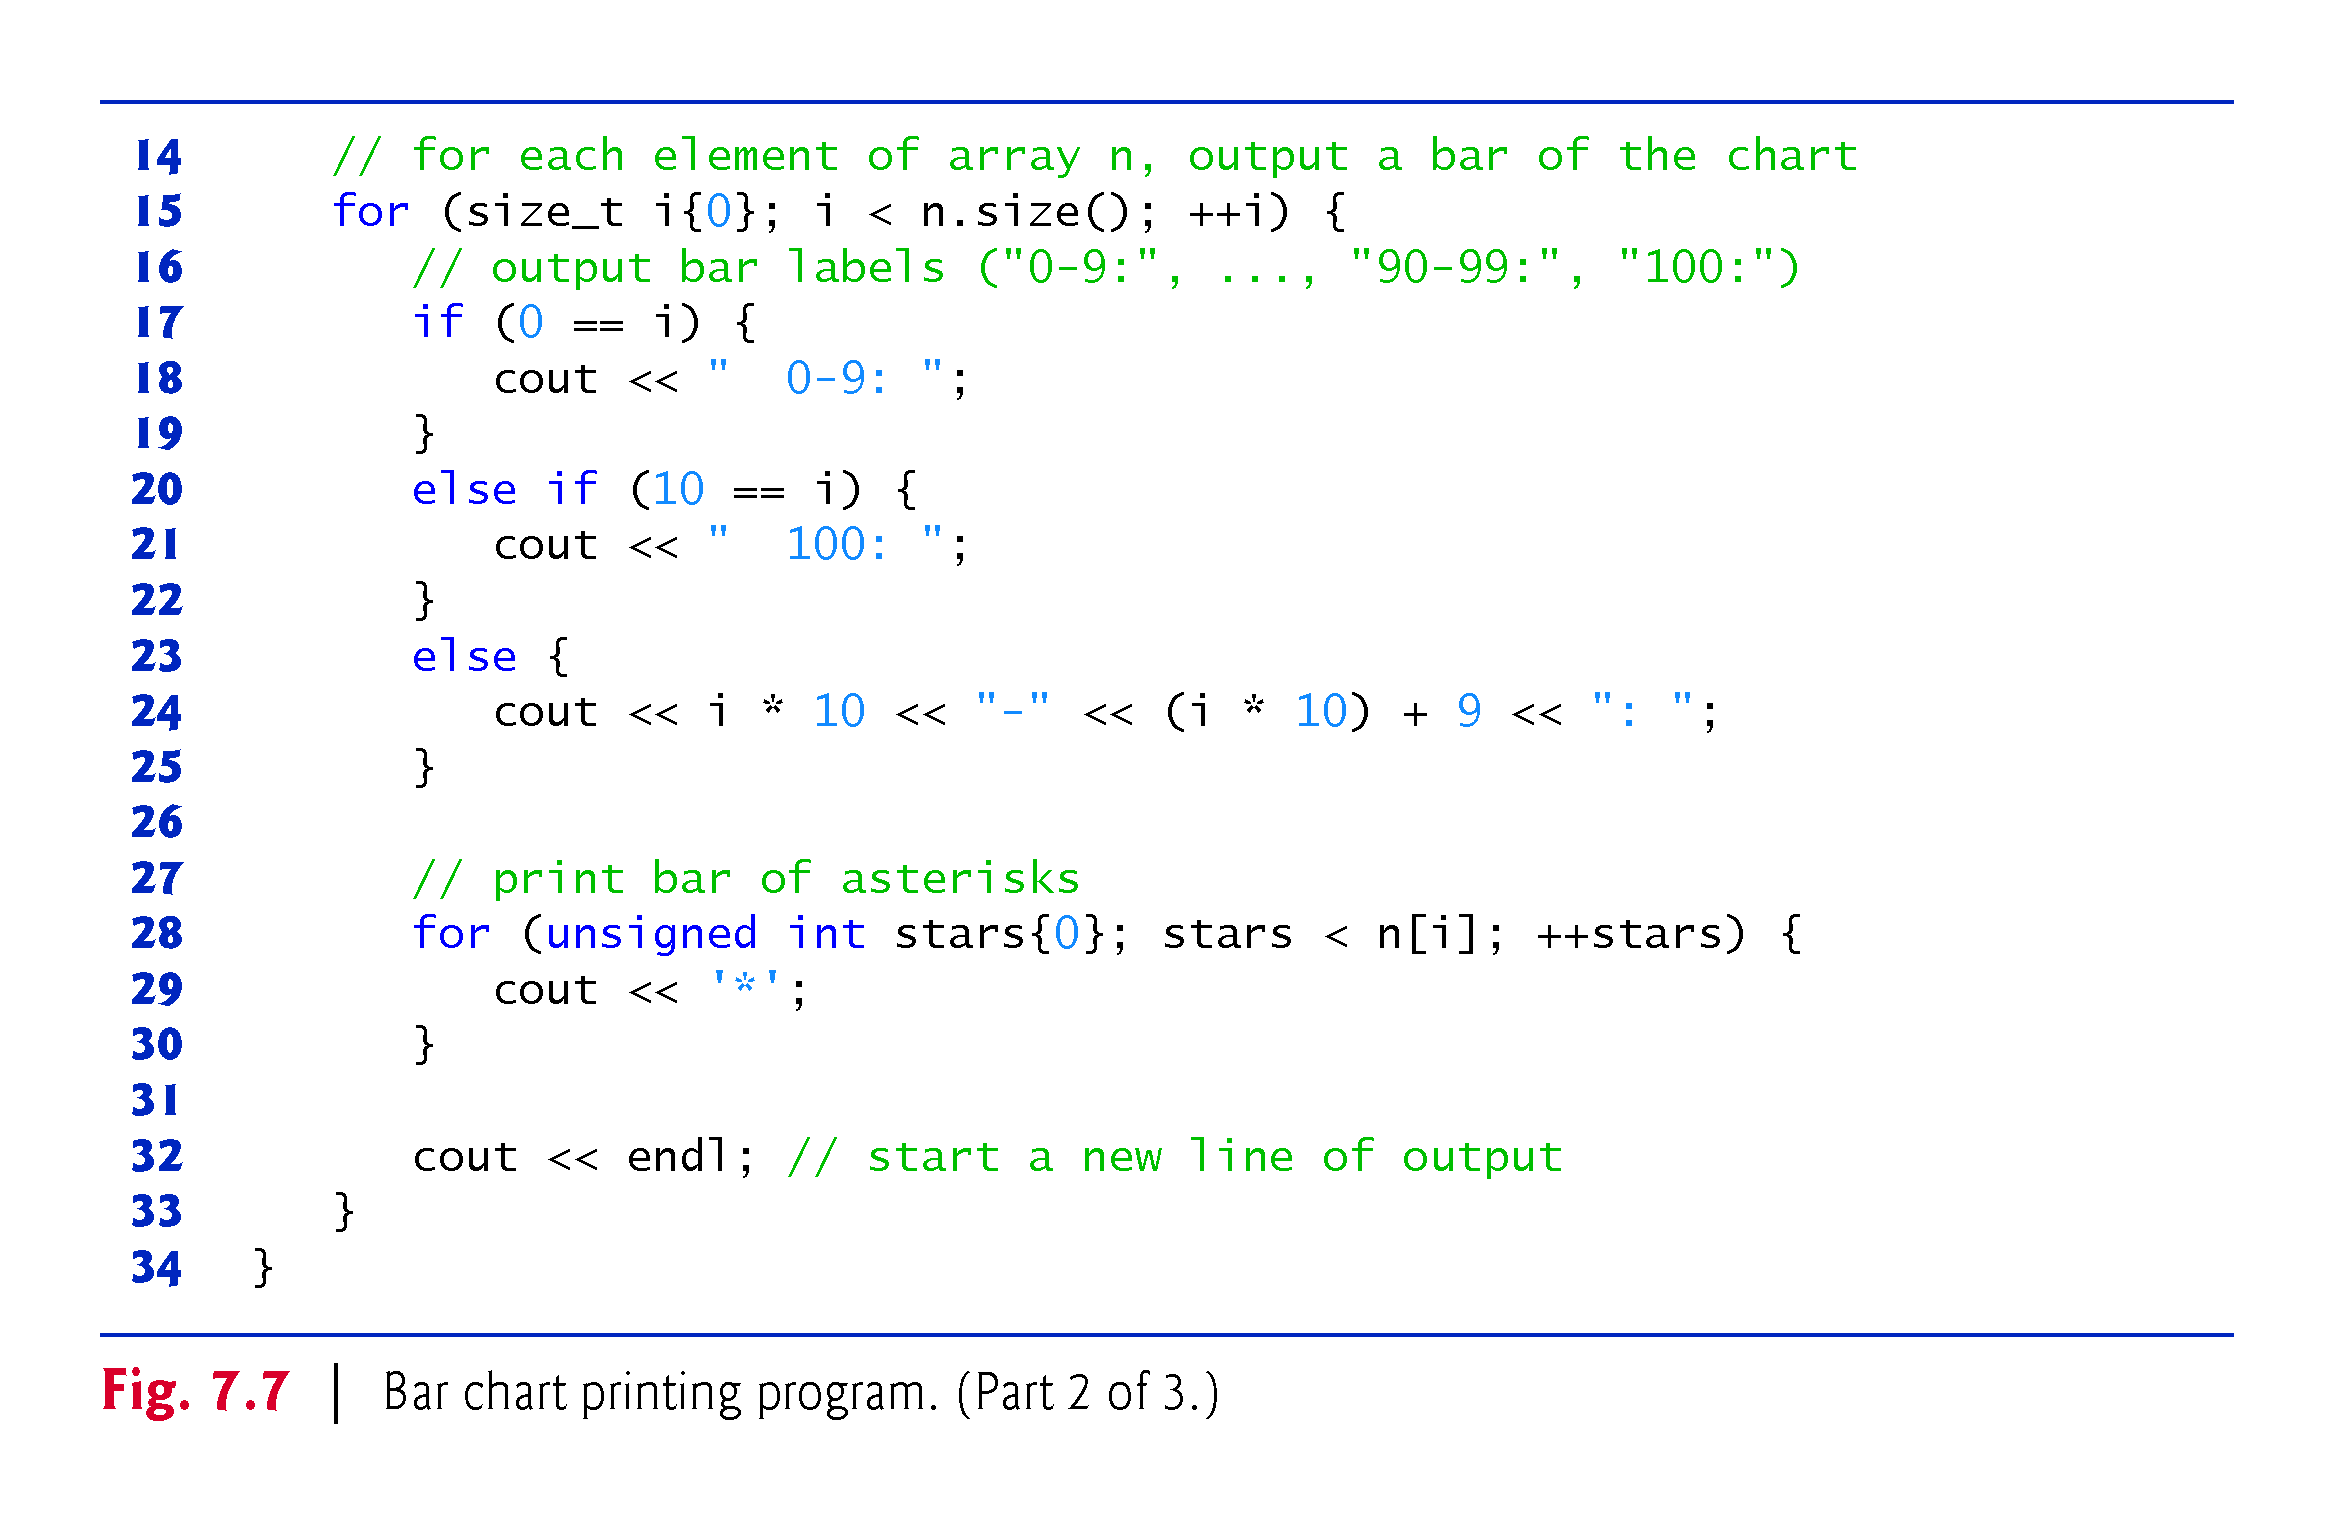 14      // for each element of array n, output a bar of the chart
15      for (size_t i{0}; i < n.size(); ++i) {
16         // output bar labels ("0-9:", ..., "90-99:", "100:")
17         if (0 == i) {
18            cout << "  0-9: ";
19         }
20         else if (10 == i) {
21            cout << "  100: ";
22         }
23         else {
24            cout << i * 10 << "-" << (i * 10) + 9 << ": ";
25         }
26
27         // print bar of asterisks
28         for (unsigned int stars{0}; stars < n[i]; ++stars) {
29            cout << '*';
30         }
31
32         cout << endl; // start a new line of output
33      }
34   }
Fig. 7.7 | Bar chart printing program. (Part 2 of 3.)